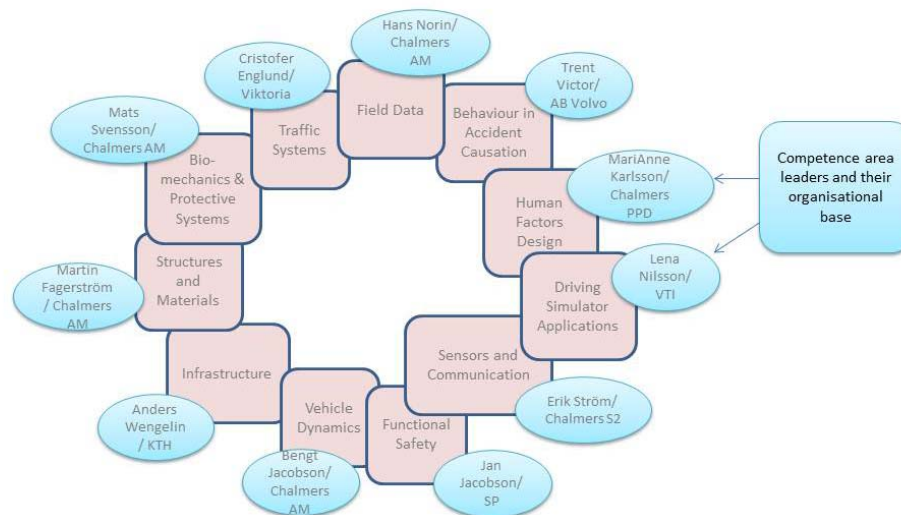 Hans Norin/
Chalmers
AM
Field Data
Cristofer
Englund/
Viktoria
Traffic
Systems
Trent
Victor/
AB Volvo
Behaviour in
Accident
Causation
Mats
Svensson/
Chalmers AM
Bio-
mechanics &
Protective
Systems
MariAnne
Karlsson/
Chalmers
PPD
Human
Factors
Design
Competence area
leaders and their
organisational
base
Martin
Fagerström
/ Chalmers
AM
Structures
and
Materials
Lena
Nilsson/
VTI
Driving
Simulator
Applications
Infrastructure
Anders
Wengelin
/ KTH
Sensors and
Communication
Erik Ström/
Chalmers S2
Vehicle
Dynamics
Bengt
Jacobson/
Chalmers
AM
Functional
Safety
Jan
Jacobson/
SP